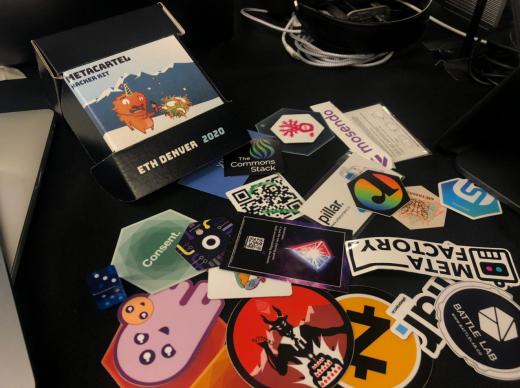 METACARTEL
HACKER KIT
ETH DENVER 2020
mosendo
The
Commons
Stack
pillar.
Consent.
META
FACTORY
BATTLE LAB